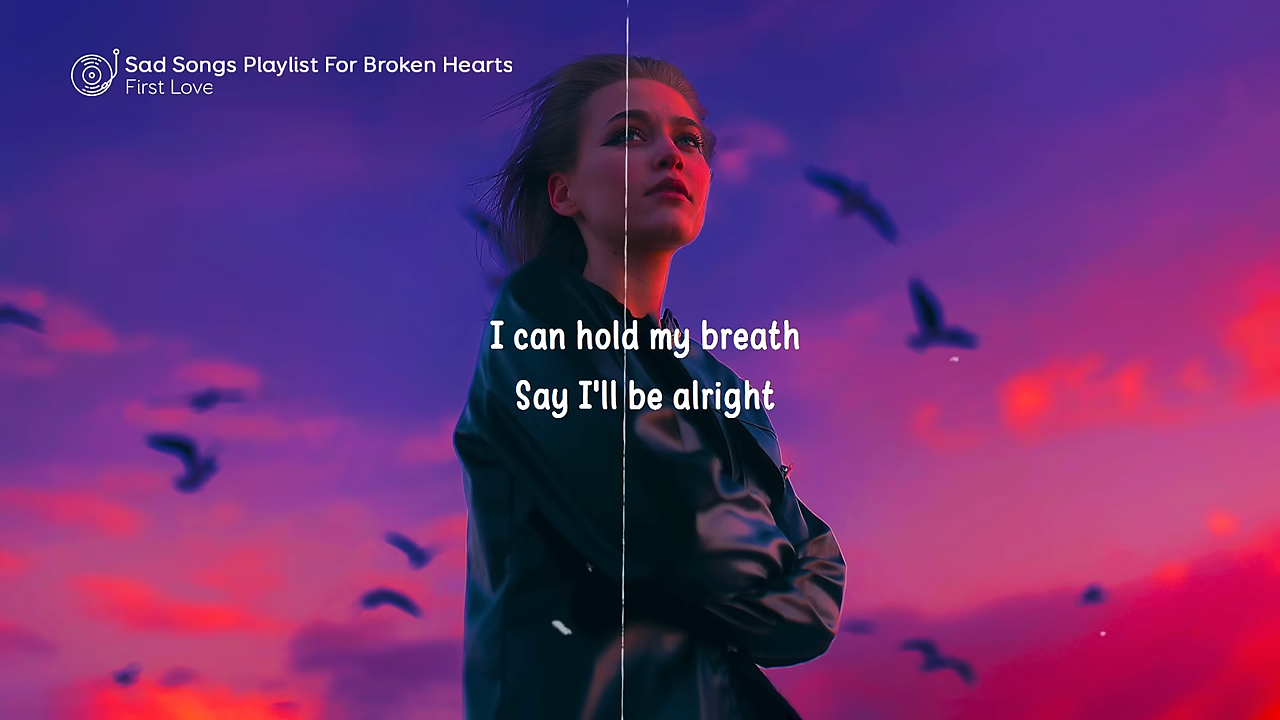 Sad Songs Playlist For Broken Hearts
First Love
I can hold my breath
Say I'll be alright